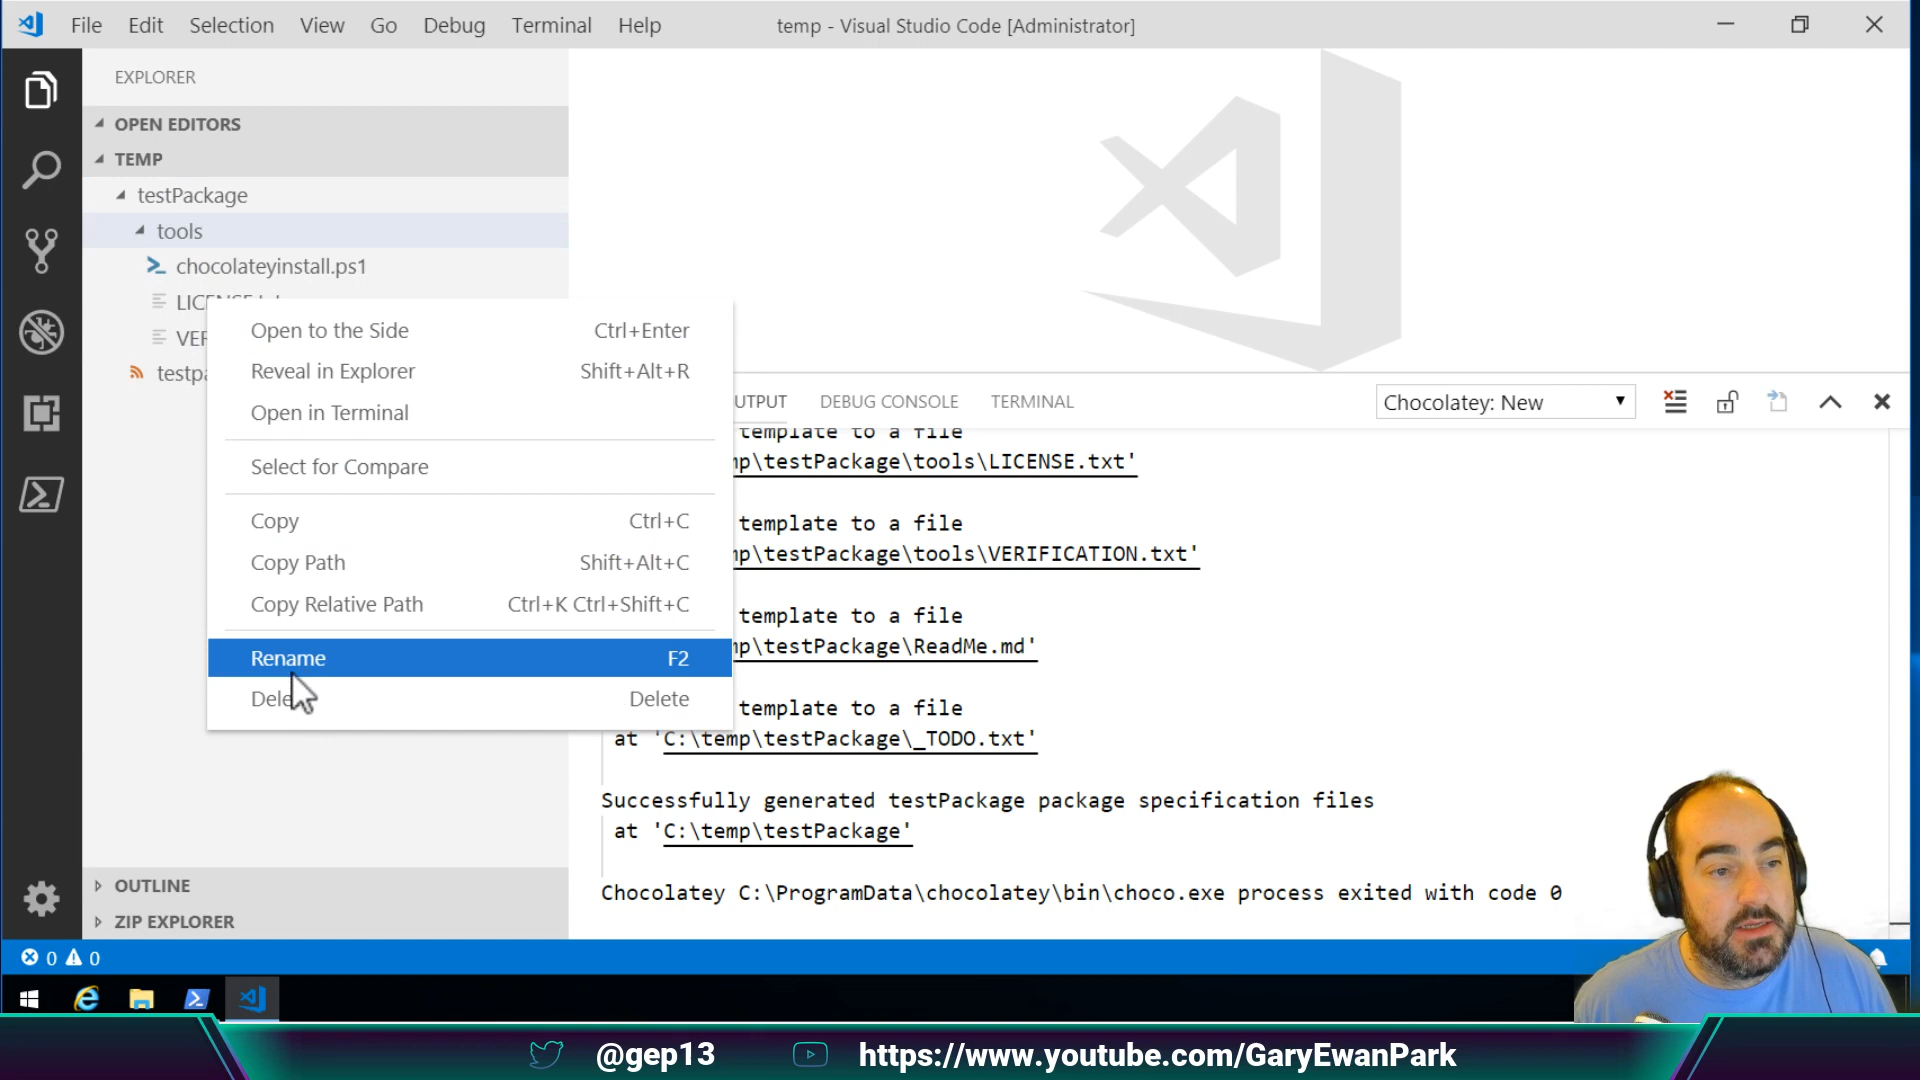 File Edit Selection View Go Debug Terminal Help temp - Visual Studio Code [Administrator]
EXPLORER
OPEN EDITORS
TEMP
testPackage
tools
chocolateyinstall.ps1
Open to the Side Ctrl+Enter
Reveal in Explorer Shift+Alt+R
Open in Terminal
Select for Compare
Copy Ctrl+C
Copy Path Shift+Alt+C
Copy Relative Path Ctrl+K Ctrl+Shift+C
Rename F2
Delete
OUTLINE
ZIP EXPLORER
UTPUT DEBUG CONSOLE TERMINAL Chocolatey: New
template to a file
mp\testPackage\tools\LICENSE.txt'
template to a file
mp\testPackage\tools\VERIFICATION.txt'
template to a file
mp\testPackage\ReadMe.md'
template to a file
at 'C:\temp\testPackage\_TODO.txt'
Successfully generated testPackage package specification files
at 'C:\temp\testPackage'
Chocolatey C:\ProgramData\chocolatey\bin\choco.exe process exited with code 0
0 0
@gep13 https://www.youtube.com/GaryEwanPark